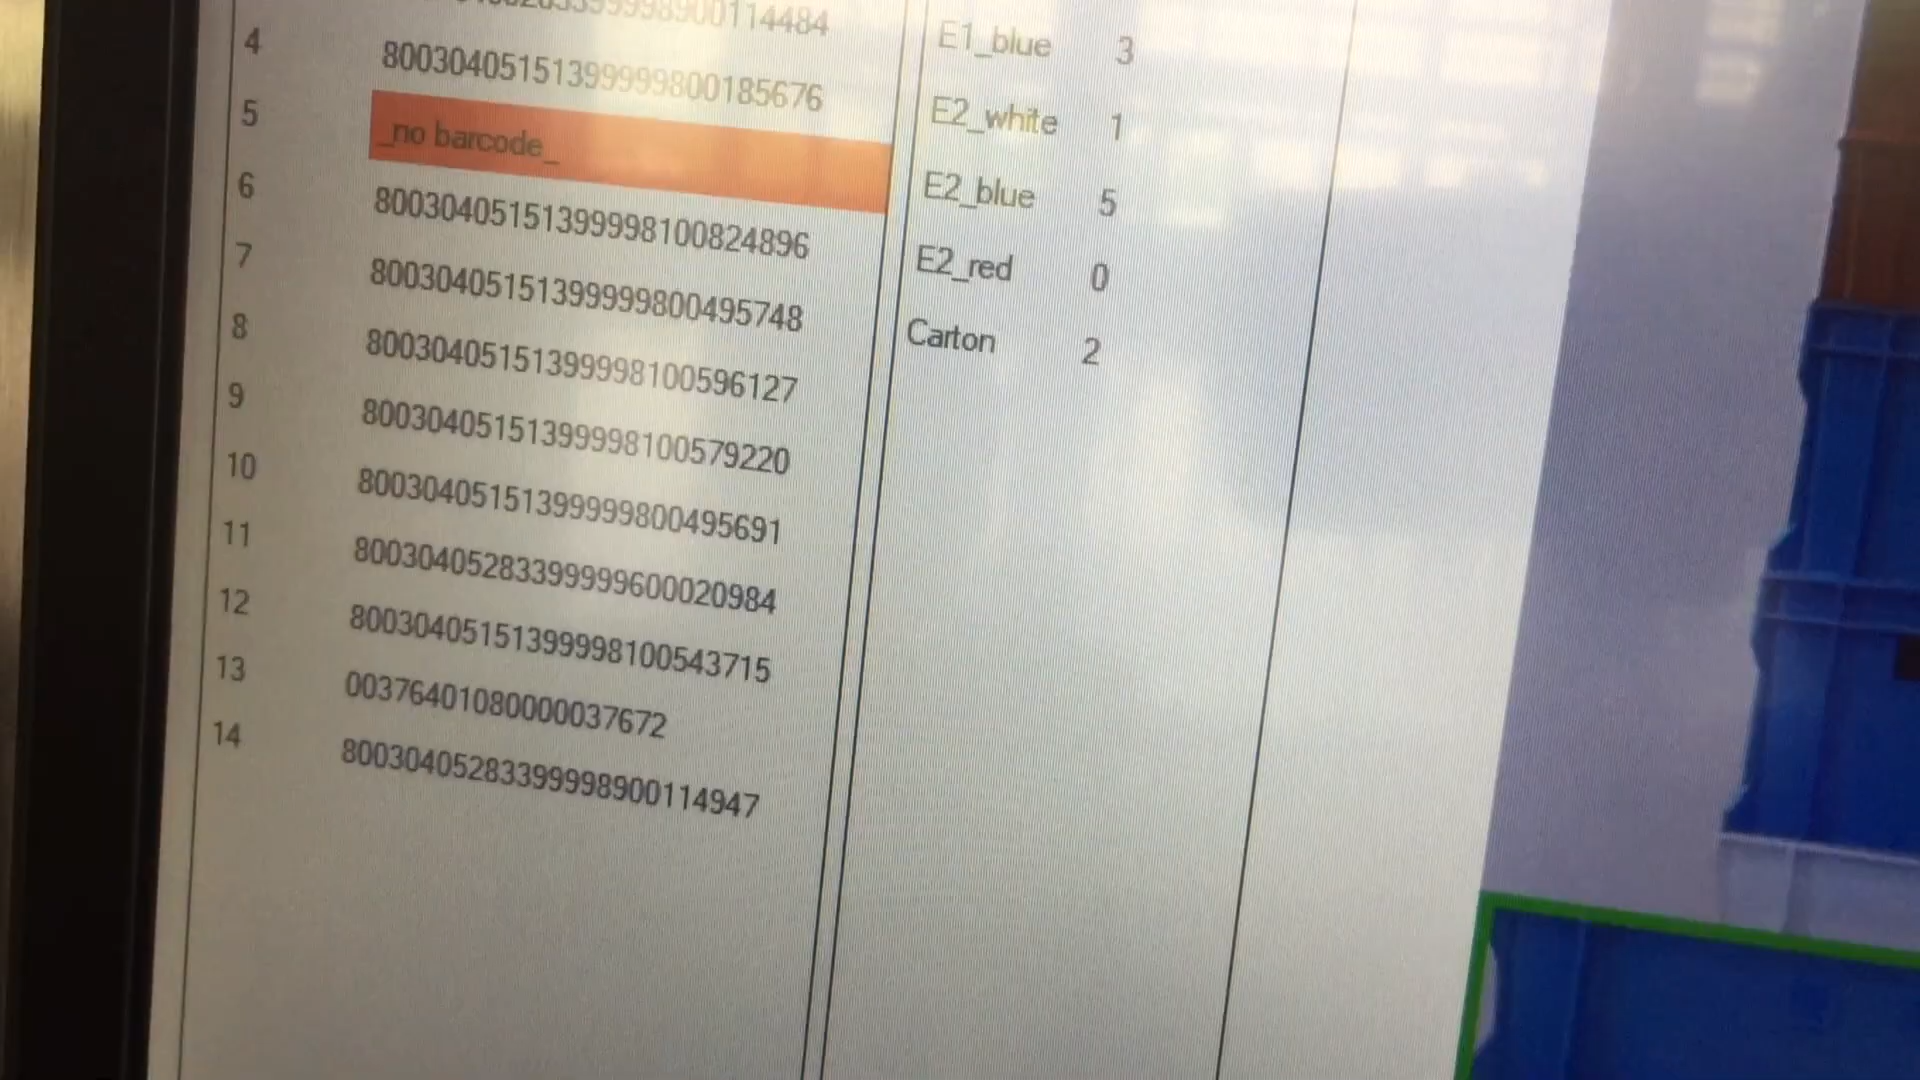 4 80030405151399999800185676
5 _no barcode_
6 80030405151399998100824896
7 80030405151399999800495748
8 80030405151399998100596127
9 80030405151399998100579220
10 80030405151399999800495691
11 80030405283399999600020984
12 80030405151399998100543715
13 00376401080000037672
14 80030405283399998900114947
E1_blue 3
E2_white 1
E2_blue 5
E2_red 0
Carton 2